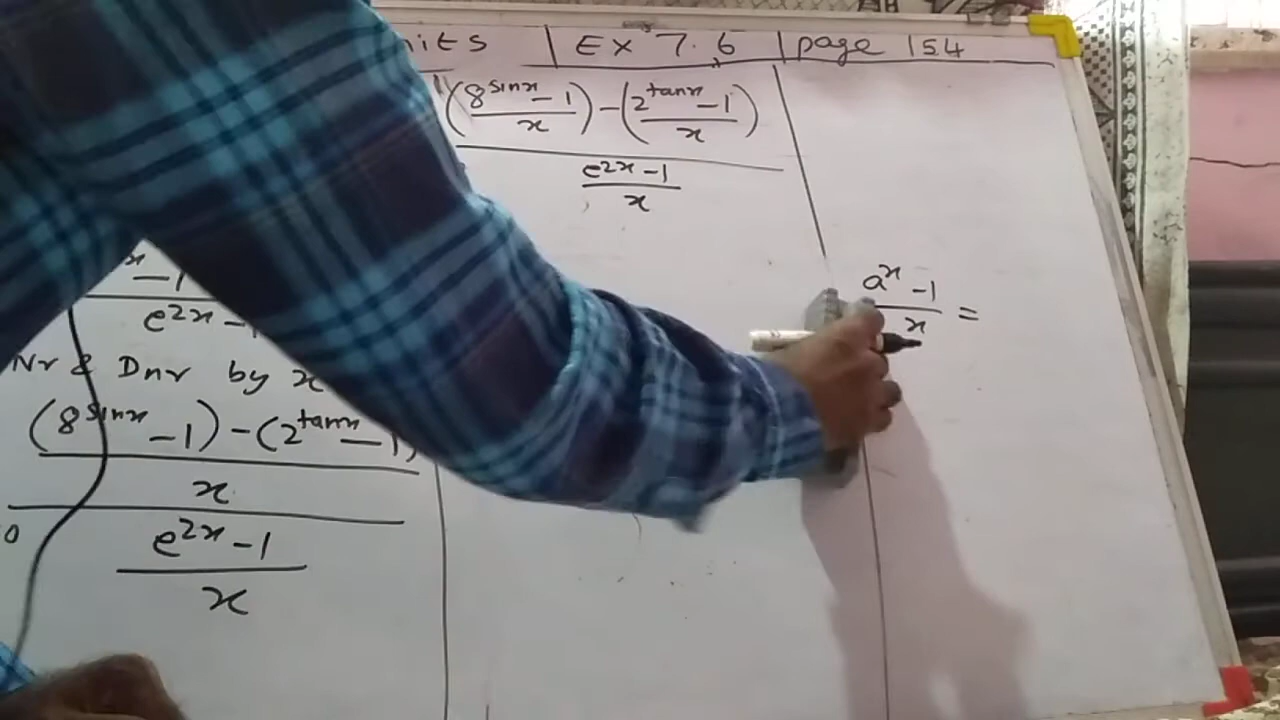 | Ex 7.6 | page 154
(8^sinx - 1 / x) - (2^tanx - 1 / x)
e^2x - 1
x
- 1
e^2x -
Nr & Dnr by x
(8^sinx - 1) - (2^tanx - 1)
x
0
e^2x - 1
x
a^x - 1
x =